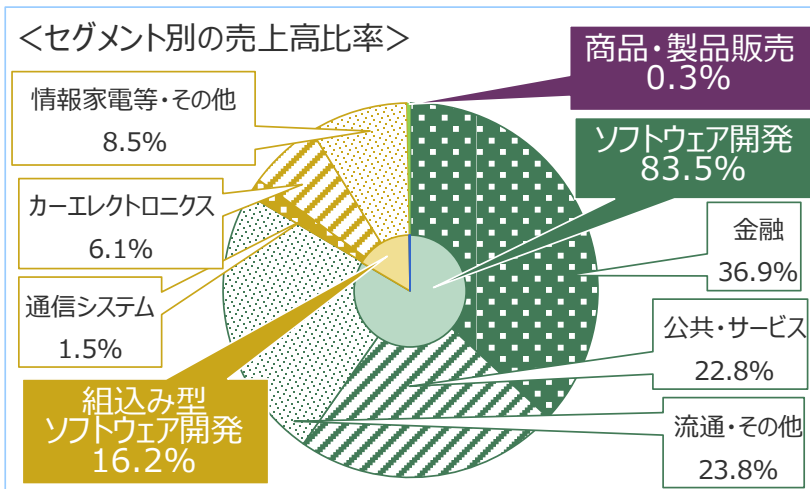 ＜セグメント別の売上高比率＞
商品・製品販売
0.3%
情報家電等・その他
8.5%
ソフトウェア開発
83.5%
カーエレクトロニクス
6.1%
金融
36.9%
通信システム
1.5%
公共・サービス
22.8%
組込み型
ソフトウェア開発
16.2%
流通・その他
23.8%